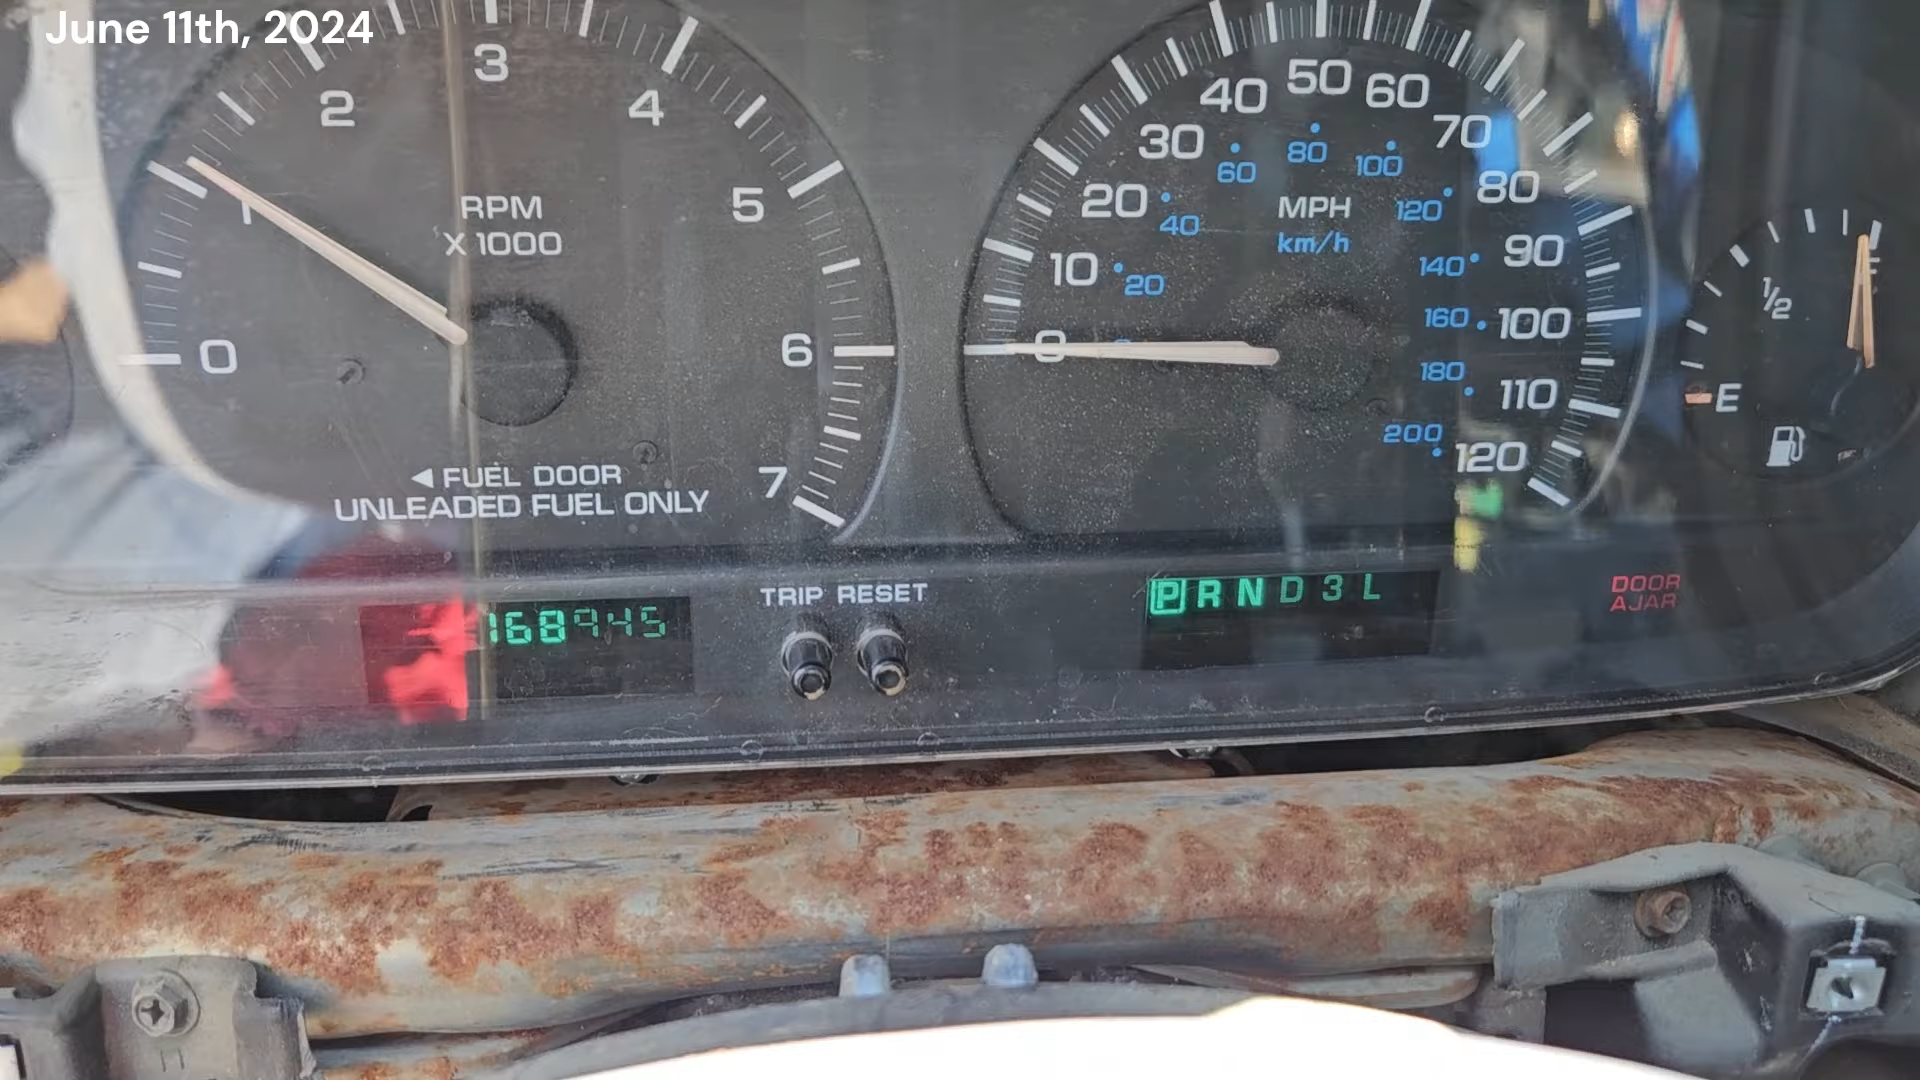 June 11th, 2024
0
1
2
3
4
5
6
7
RPM
X 1000
◄ FUEL DOOR
UNLEADED FUEL ONLY
168945
TRIP RESET
0
10
20
30
40
50
60
70
80
90
100
110
120
20
40
60
80
100
120
140
160
180
200
MPH
km/h
P R N D 3 L
DOOR
AJAR
F
1/2
E